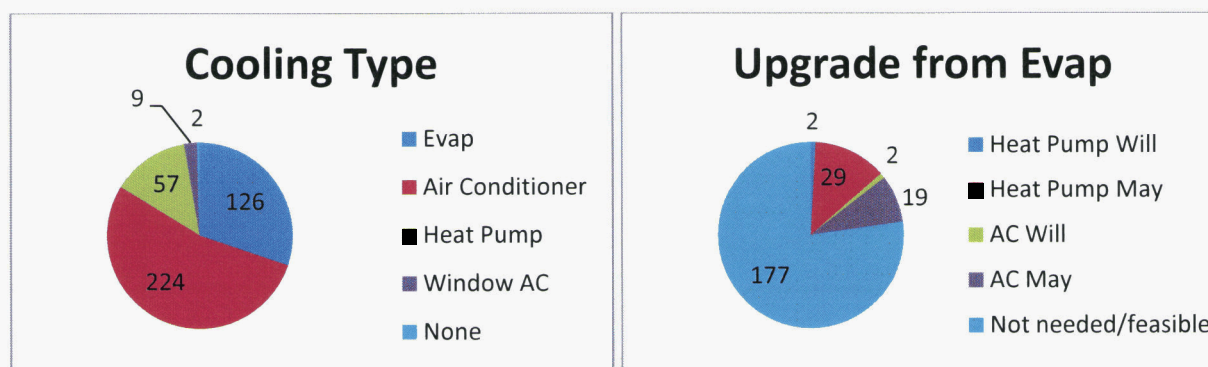 Cooling Type
9
2
57
126
224
Evap
Air Conditioner
Heat Pump
Window AC
None
Upgrade from Evap
2
29
2
19
177
Heat Pump Will
Heat Pump May
AC Will
AC May
Not needed/feasible